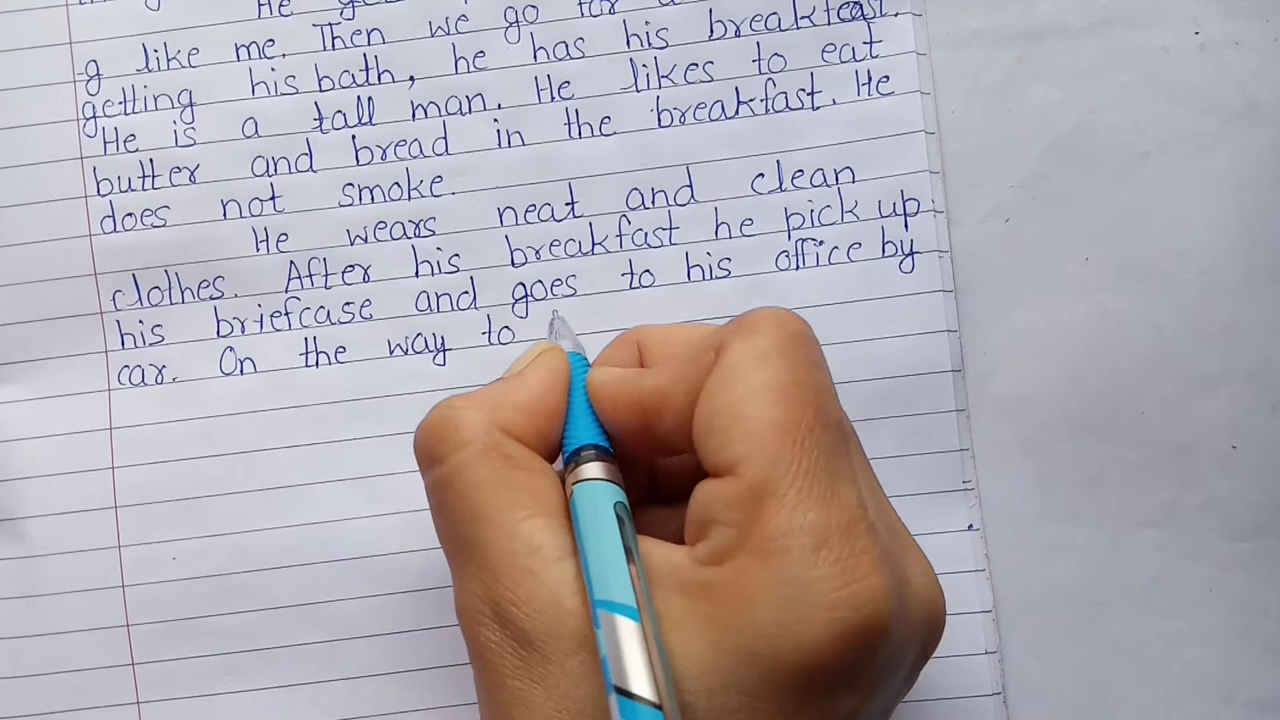 He
g like me. Then we go for a
getting his bath, he has his breakfeast.
He is a tall man. He likes to eat
butter and bread in the breakfast. He
does not smoke.
He wears neat and clean
clothes. After his breakfast he pick up
his briefcase and goes to his office by
car. On the way to